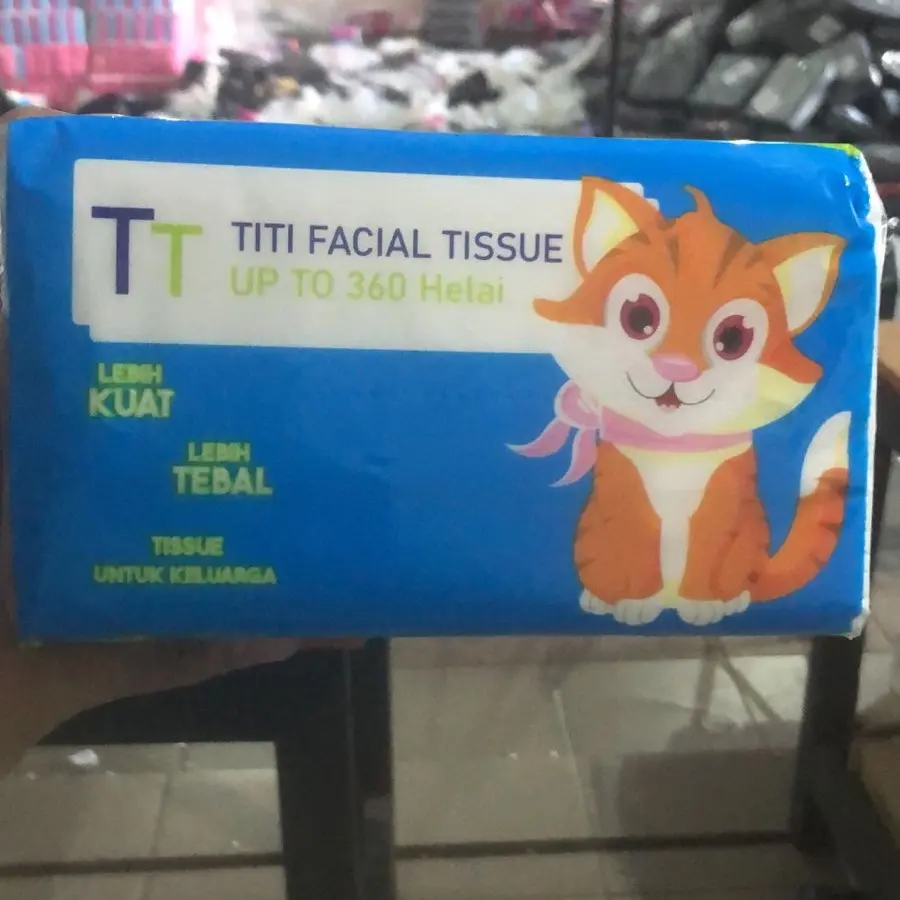 TT
TITI FACIAL TISSUE
UP TO 360 Helai
LEBIH
KUAT
LEBIH
TEBAL
TISSUE
UNTUK KELUARGA